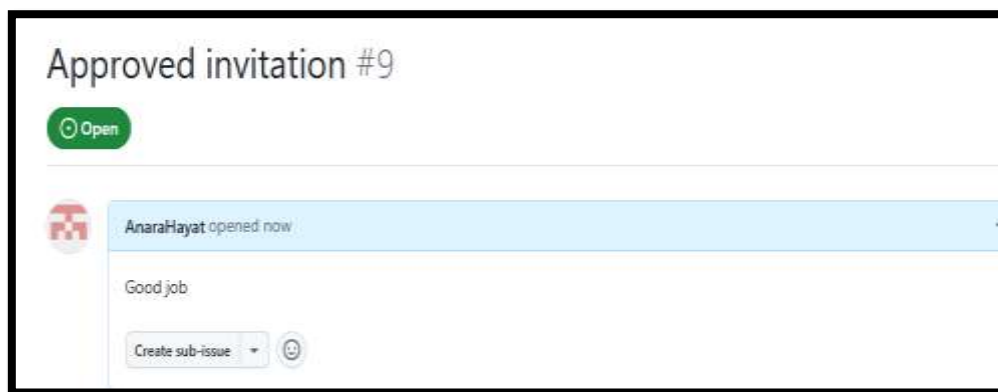 Approved invitation #9
Open
AnaraHayat opened now
Good job
Create sub-issue